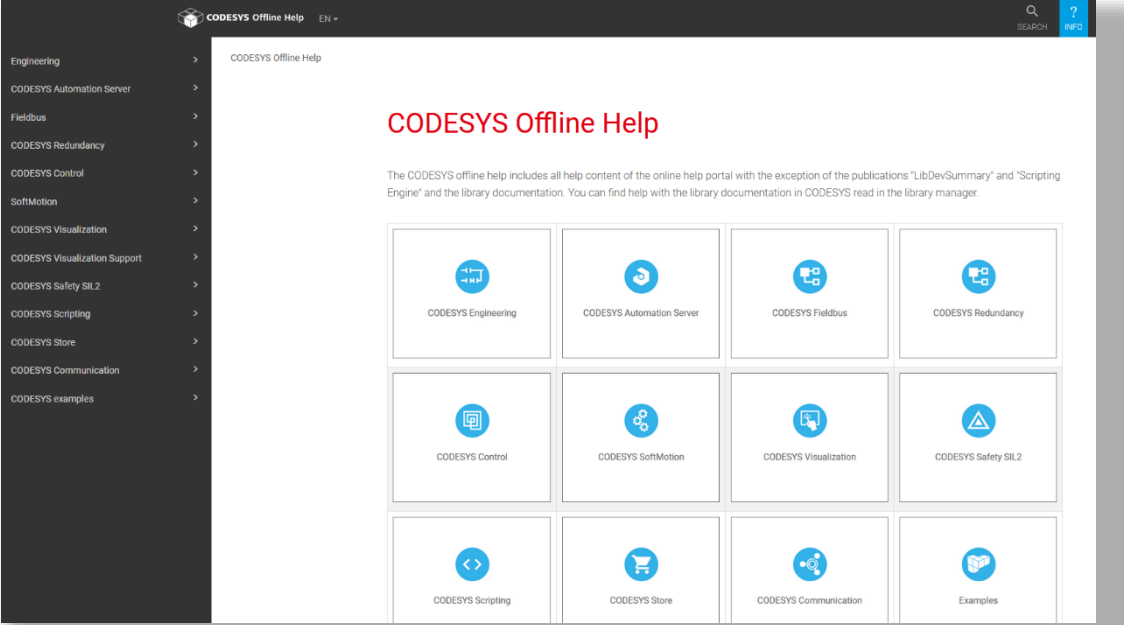 CODESYS Offline Help
EN
SEARCH
?
INFO
Engineering
CODESYS Automation Server
Fieldbus
CODESYS Redundancy
CODESYS Control
SoftMotion
CODESYS Visualization
CODESYS Visualization Support
CODESYS Safety SIL2
CODESYS Scripting
CODESYS Store
CODESYS Communication
CODESYS examples
CODESYS Offline Help
CODESYS Offline Help
The CODESYS offline help includes all help content of the online help portal with the exception of the publications "LibDevSummary" and "Scripting
Engine" and the library documentation. You can find help with the library documentation in CODESYS read in the library manager.
CODESYS Engineering
CODESYS Automation Server
CODESYS Fieldbus
CODESYS Redundancy
CODESYS Control
CODESYS SoftMotion
CODESYS Visualization
CODESYS Safety SIL2
CODESYS Scripting
CODESYS Store
CODESYS Communication
Examples